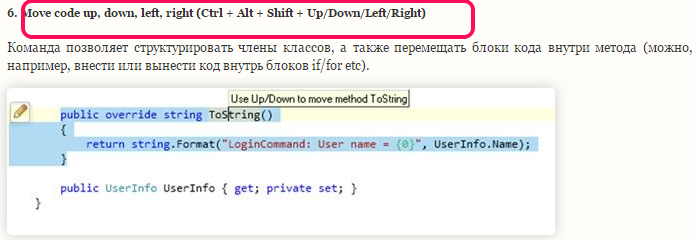 6. Move code up, down, left, right (Ctrl + Alt + Shift + Up/Down/Left/Right)
Команда позволяет структурировать члены классов, а также перемещать блоки кода внутри метода (можно,
например, внести или вынести код внутрь блоков if/for etc).
Use Up/Down to move method ToString
public override string ToString()
{
return string.Format("LoginCommand: User name = {0}", UserInfo.Name);
}
public UserInfo UserInfo { get; private set; }
}